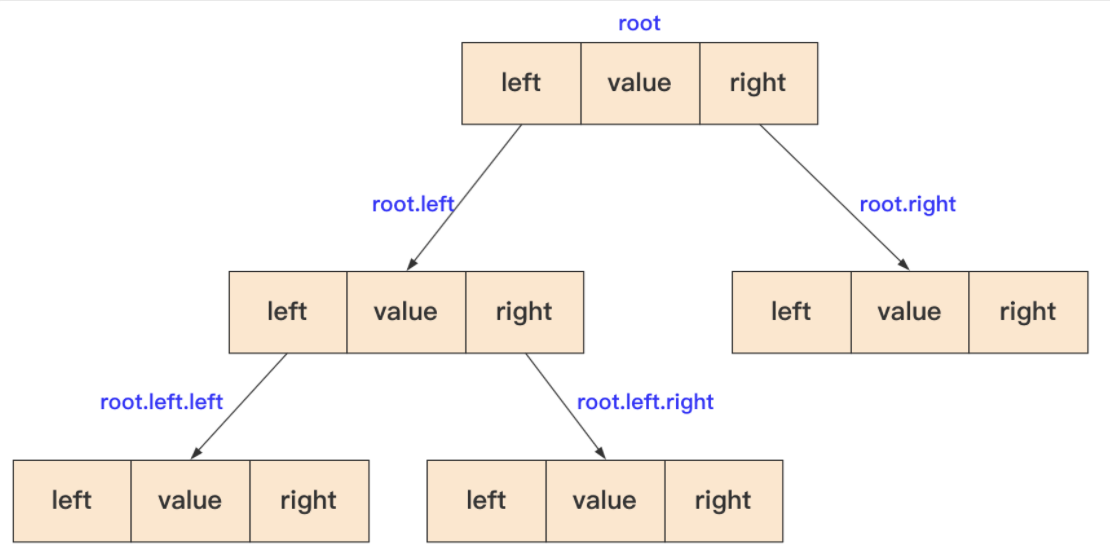 root
left value right
root.left root.right
left value right left value right
root.left.left root.left.right
left value right left value right